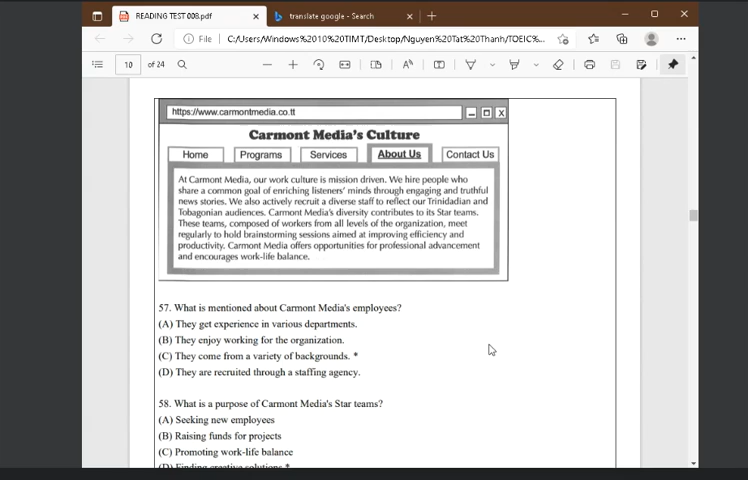 READING TEST 008.pdf
translate google - Search
File
C:/Users/Windows%2010%20TIMT/Desktop/Nguyen%20Tat%20Thanh/TOEIC%...
10 of 24
https://www.carmontmedia.co.tt
Carmont Media's Culture
Home Programs Services About Us Contact Us
At Carmont Media, our work culture is mission driven. We hire people who
share a common goal of enriching listeners' minds through engaging and truthful
news stories. We also actively recruit a diverse staff to reflect our Trinidadian and
Tobagonian audiences. Carmont Media's diversity contributes to its Star teams.
These teams, composed of workers from all levels of the organization, meet
regularly to hold brainstorming sessions aimed at improving efficiency and
productivity. Carmont Media offers opportunities for professional advancement
and encourages work-life balance.
57. What is mentioned about Carmont Media's employees?
(A) They get experience in various departments.
(B) They enjoy working for the organization.
(C) They come from a variety of backgrounds. *
(D) They are recruited through a staffing agency.
58. What is a purpose of Carmont Media's Star teams?
(A) Seeking new employees
(B) Raising funds for projects
(C) Promoting work-life balance
(D) Finding creative solutions *